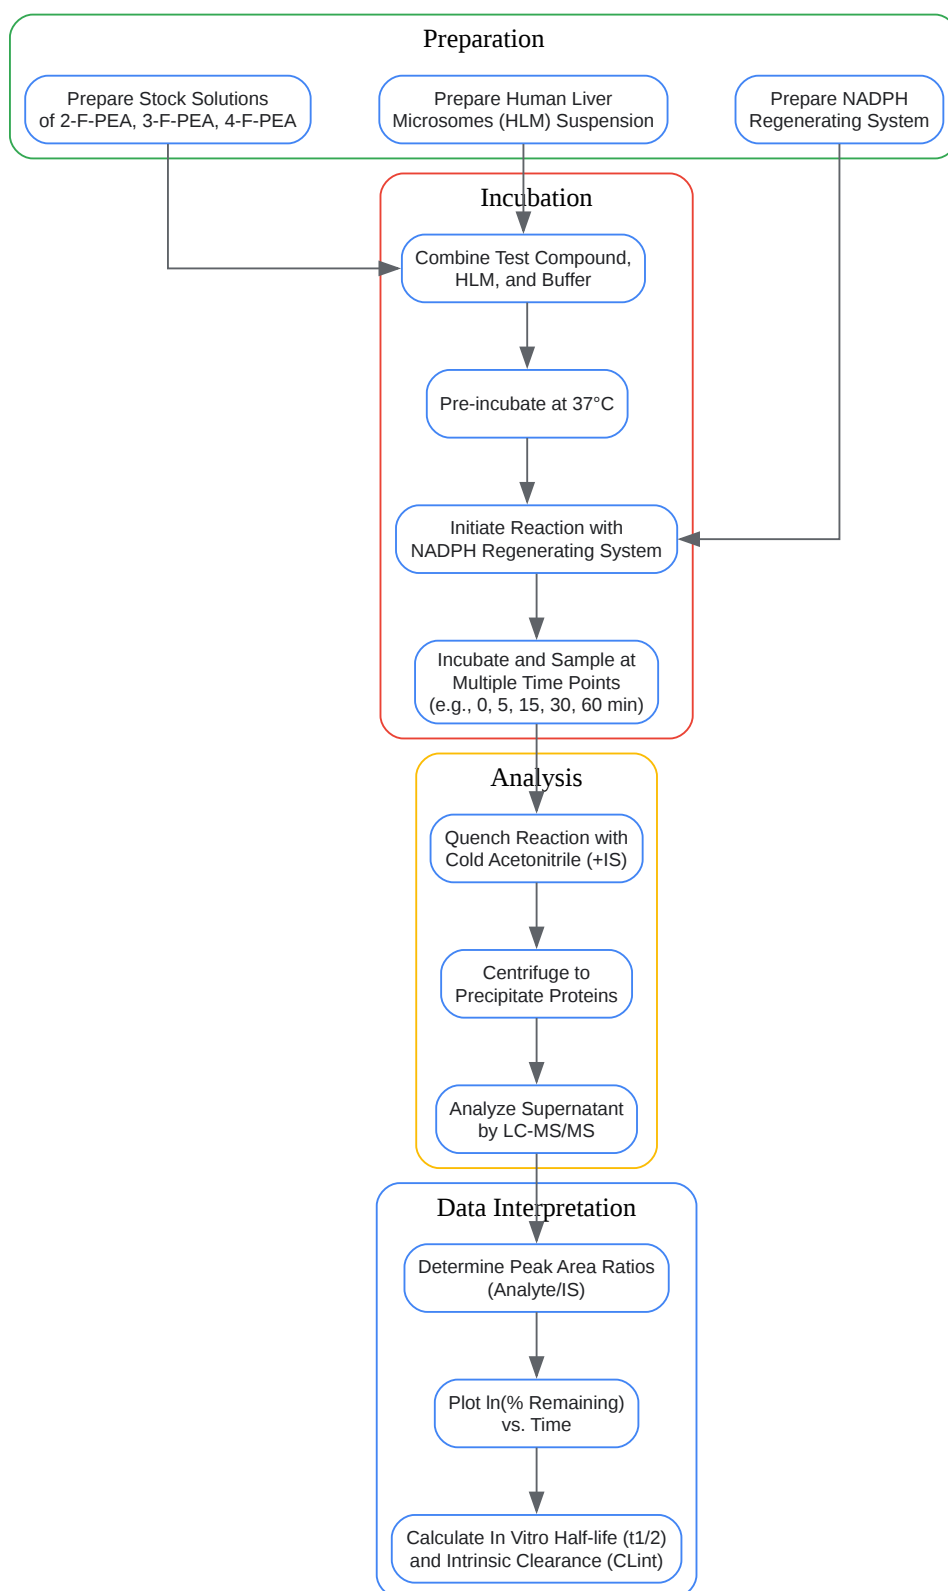 Preparation
Prepare Stock Solutions
of 2-F-PEA, 3-F-PEA, 4-F-PEA
Prepare Human Liver
Microsomes (HLM) Suspension
Prepare NADPH
Regenerating System
Incubation
Combine Test Compound,
HLM, and Buffer
Pre-incubate at 37°C
Initiate Reaction with
NADPH Regenerating System
Incubate and Sample at
Multiple Time Points
(e.g., 0, 5, 15, 30, 60 min)
Analysis
Quench Reaction with
Cold Acetonitrile (+IS)
Centrifuge to
Precipitate Proteins
Analyze Supernatant
by LC-MS/MS
Data Interpretation
Determine Peak Area Ratios
(Analyte/IS)
Plot ln(% Remaining)
vs. Time
Calculate In Vitro Half-life (t1/2)
and Intrinsic Clearance (CLint)